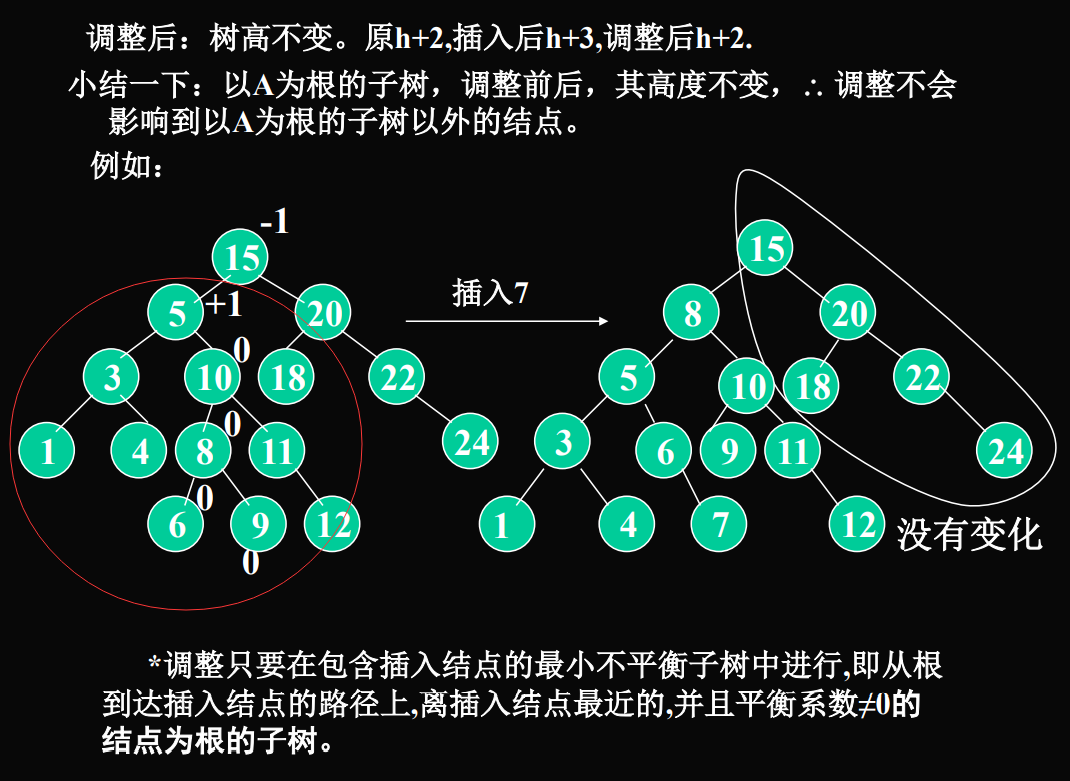 调整后：树高不变。原h+2,插入后h+3,调整后h+2.
小结一下：以A为根的子树，调整前后，其高度不变，∴ 调整不会
影响到以A为根的子树以外的结点。
例如：
-1
15
5 +1 20
3 10 0 18 22
1 4 8 0 11 24
6 0 9 12
0
插入7
15
8 20
5 10 18 22
3 6 9 11 24
1 4 7 12
没有变化
*调整只要在包含插入结点的最小不平衡子树中进行,即从根
到达插入结点的路径上,离插入结点最近的,并且平衡系数≠0的
结点为根的子树。